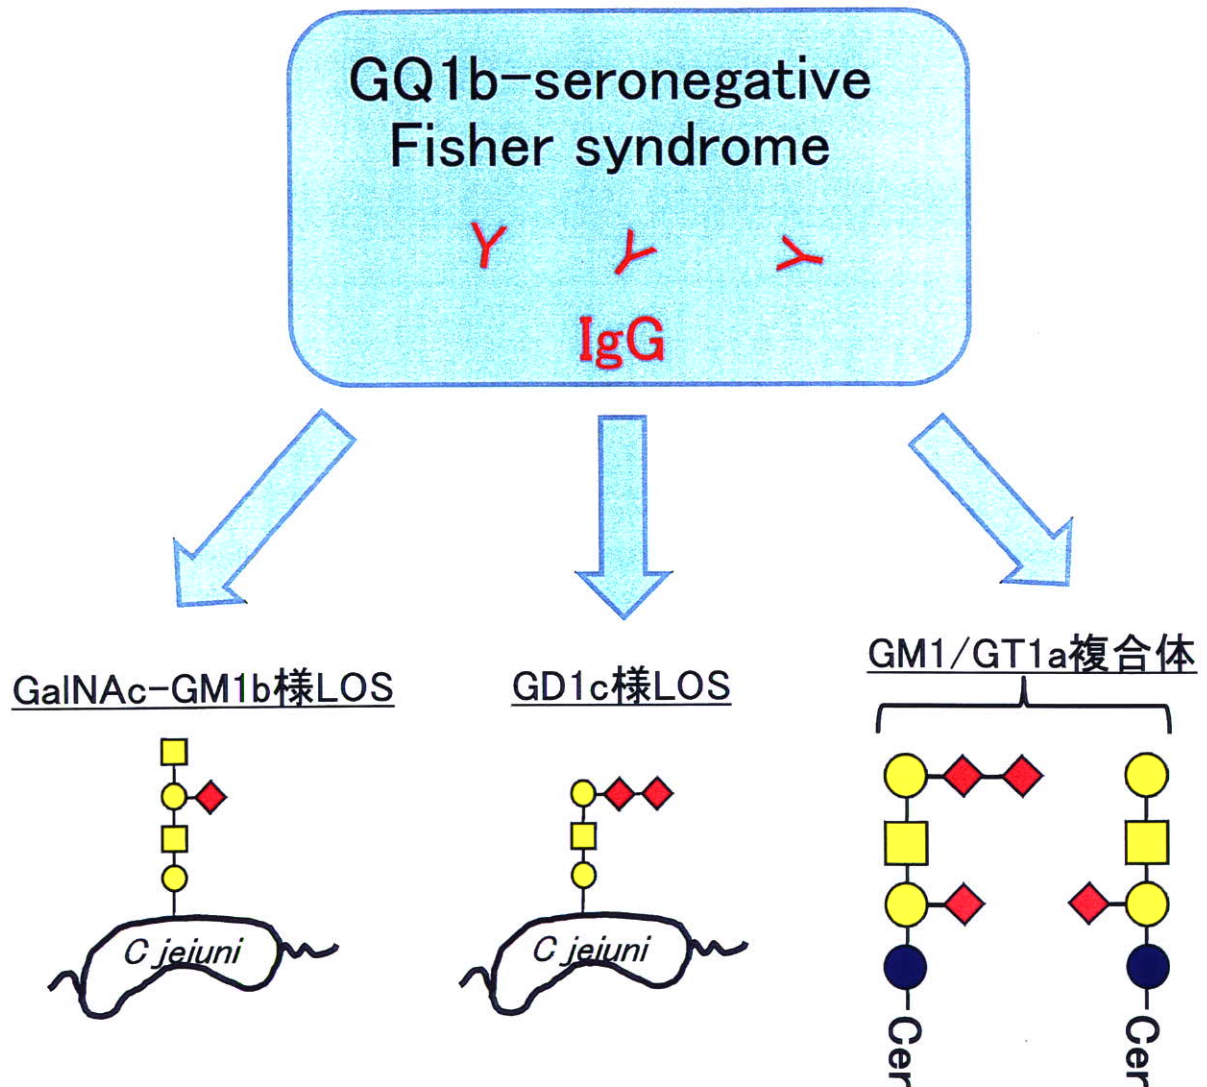 GQ1b-seronegative
Fisher syndrome
IgG
GalNAc-GM1b様LOS
GD1c様LOS
GM1/GT1a複合体
C jejuni
C jejuni
Cer
Cer